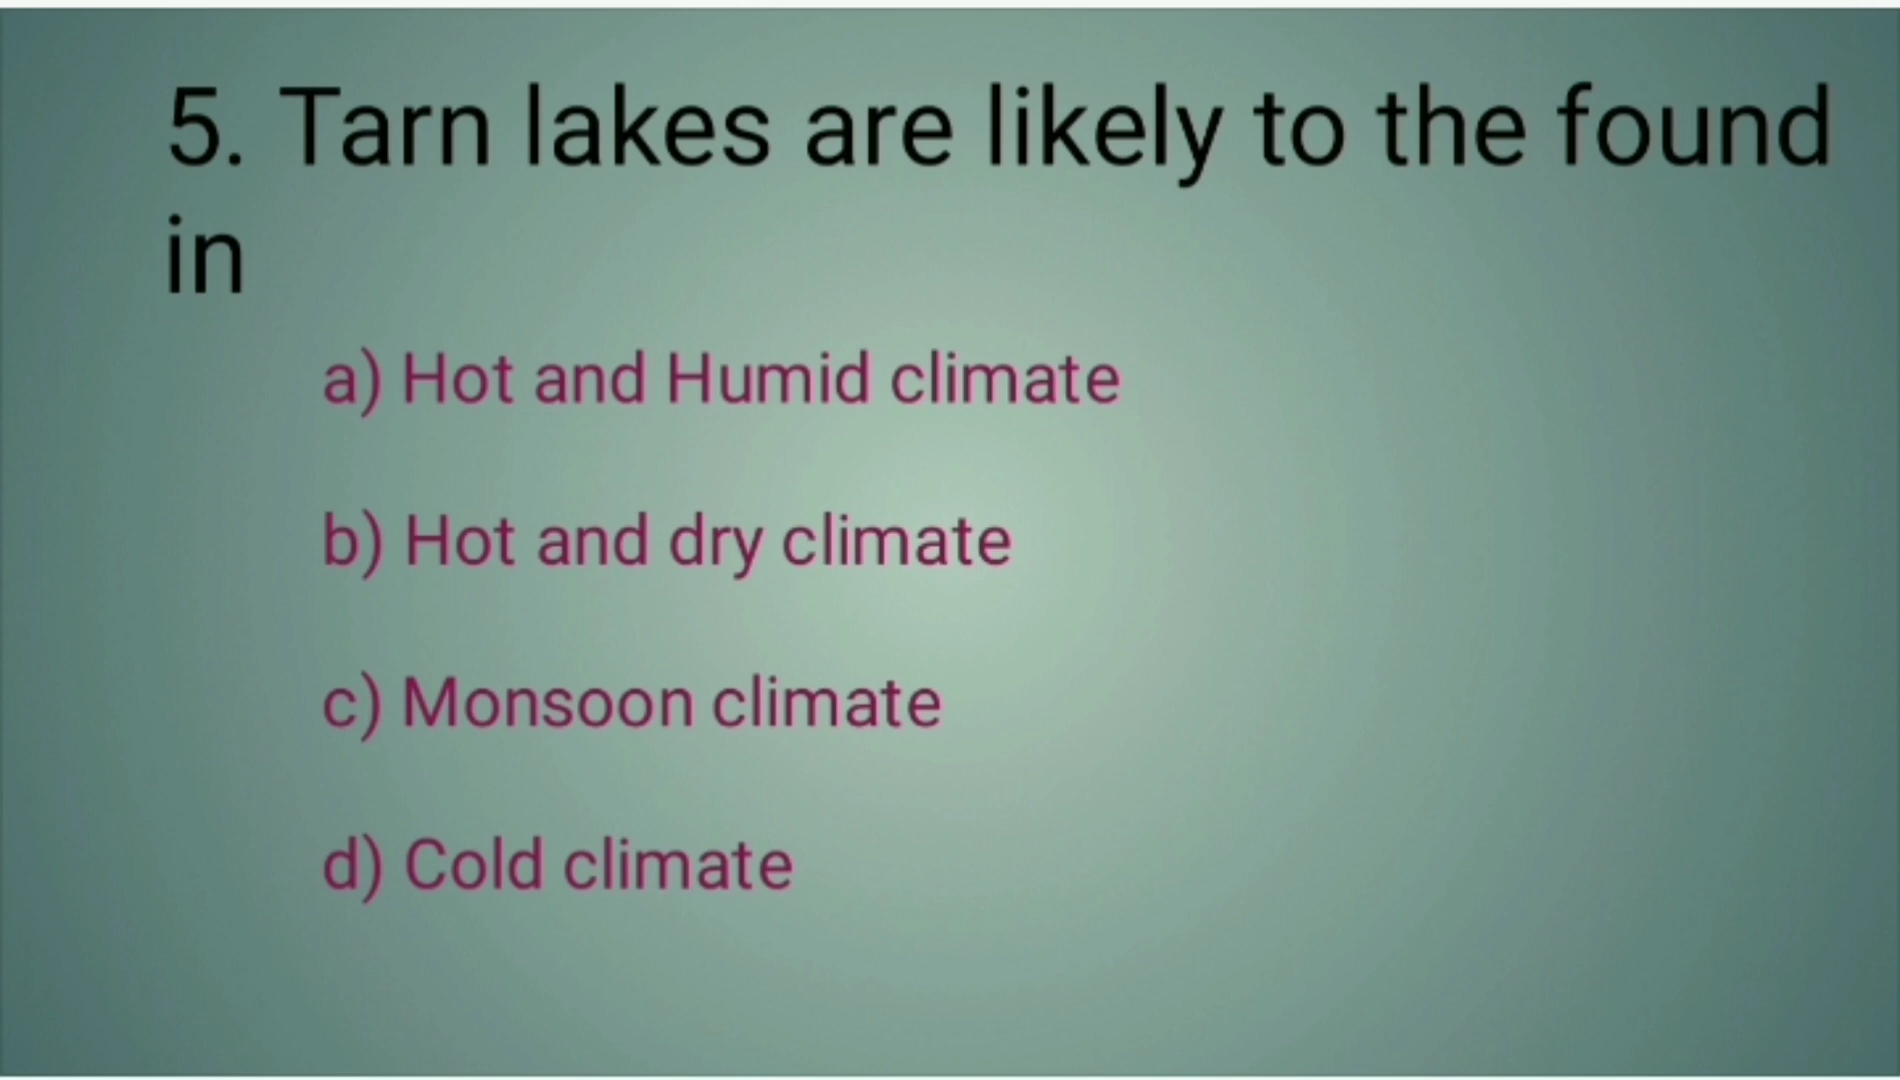 5. Tarn lakes are likely to the found
in
a) Hot and Humid climate
b) Hot and dry climate
c) Monsoon climate
d) Cold climate